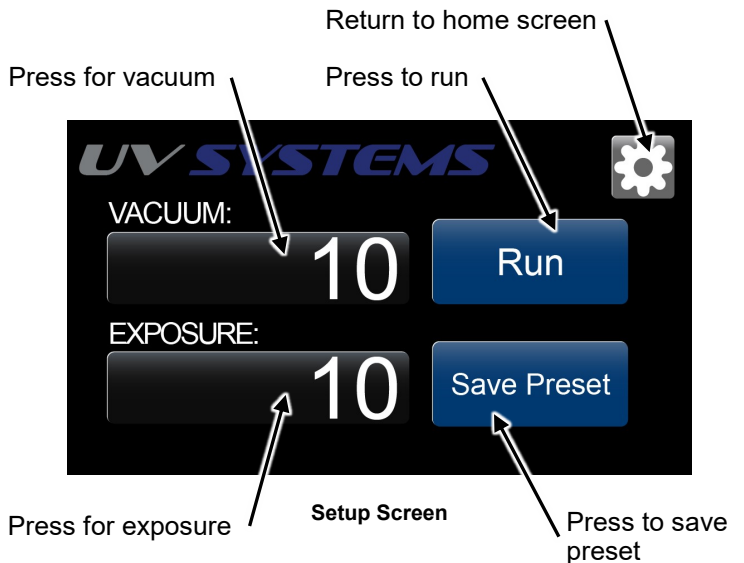 Return to home screen
Press for vacuum
Press to run
UV SYSTEMS
VACUUM:
10
Run
EXPOSURE:
10
Save Preset
Press for exposure
Setup Screen
Press to save
preset